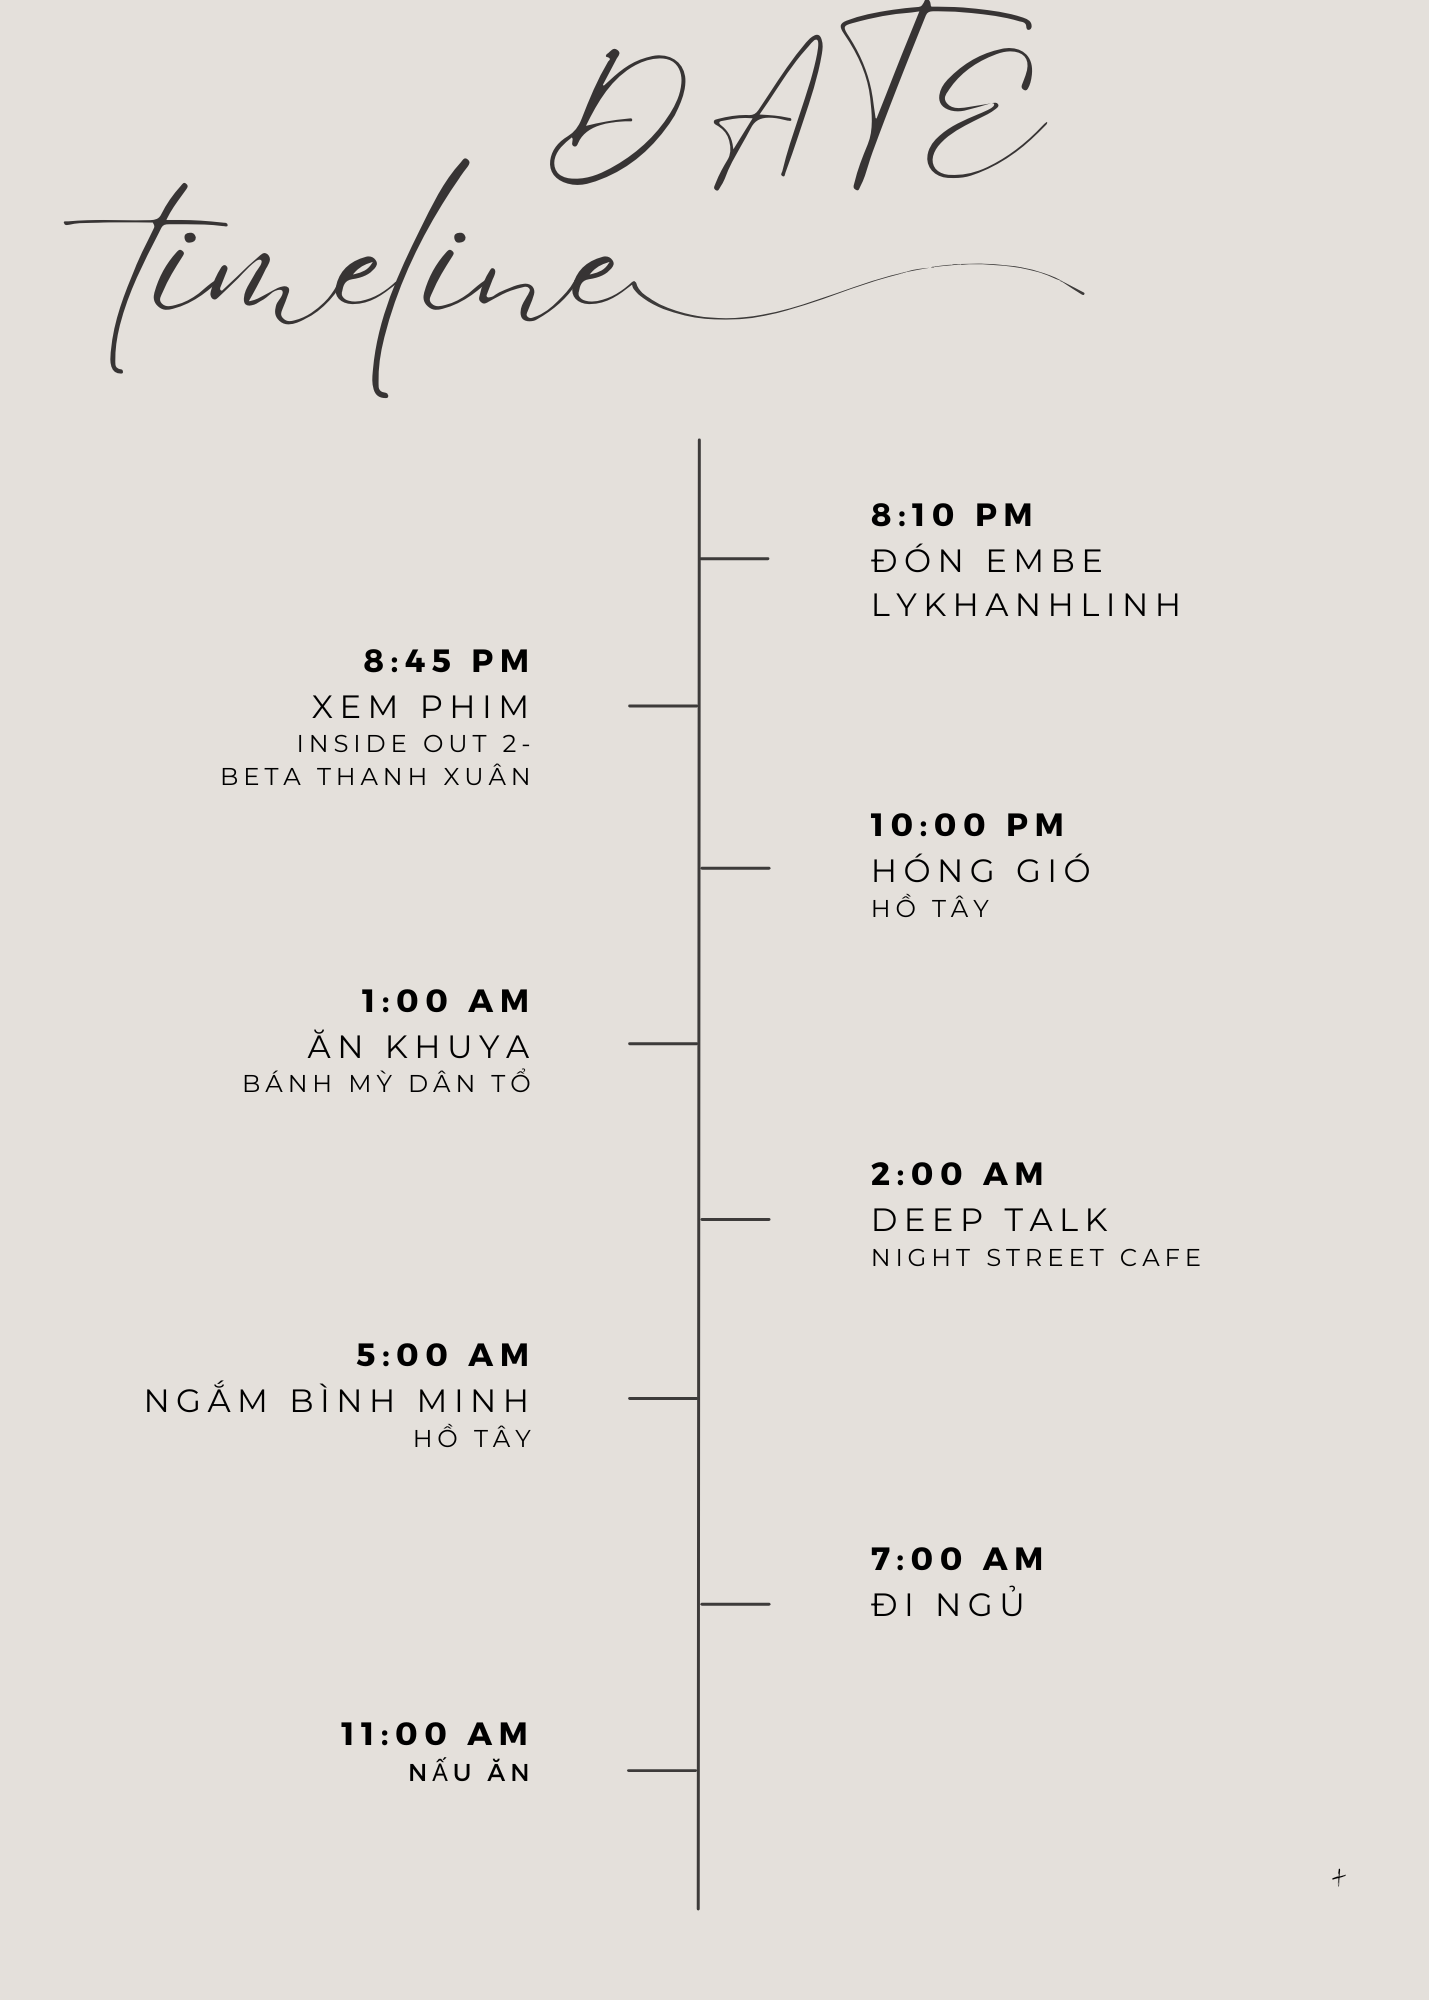 DATE
timeline
8:10 PM
ĐÓN EMBE
LYKHANHLINH
8:45 PM
XEM PHIM
INSIDE OUT 2-
BETA THANH XUÂN
10:00 PM
HÓNG GIÓ
HỒ TÂY
1:00 AM
ĂN KHUYA
BÁNH MỲ DÂN TỔ
2:00 AM
DEEP TALK
NIGHT STREET CAFE
5:00 AM
NGẮM BÌNH MINH
HỒ TÂY
7:00 AM
ĐI NGỦ
11:00 AM
NẤU ĂN
+